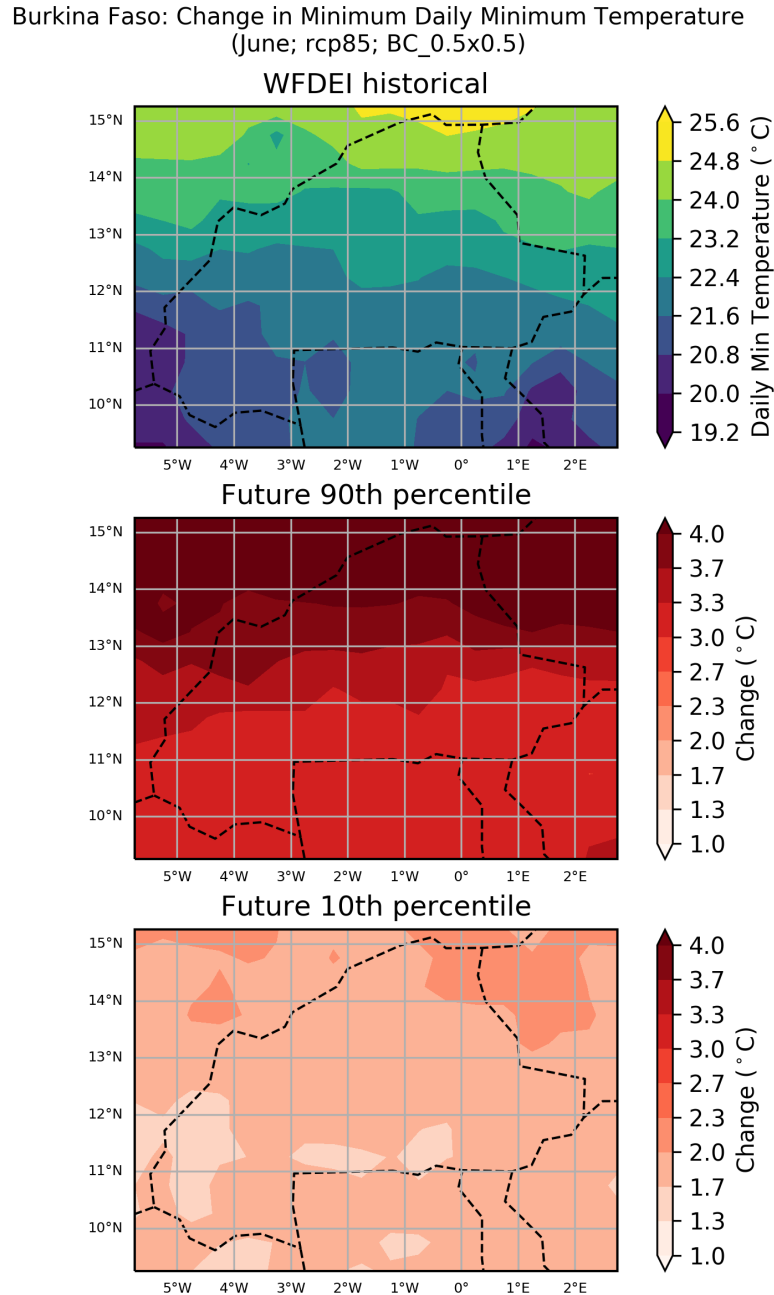 Burkina Faso: Change in Minimum Daily Minimum Temperature
(June; rcp85; BC_0.5x0.5)
WFDEI historical
15°N
14°N
13°N
12°N
11°N
10°N
5°W 4°W 3°W 2°W 1°W 0° 1°E 2°E
25.6
24.8
24.0
23.2
22.4
21.6
20.8
20.0
19.2
Daily Min Temperature (°C)
Future 90th percentile
15°N
14°N
13°N
12°N
11°N
10°N
5°W 4°W 3°W 2°W 1°W 0° 1°E 2°E
4.0
3.7
3.3
3.0
2.7
2.3
2.0
1.7
1.3
1.0
Change (°C)
Future 10th percentile
15°N
14°N
13°N
12°N
11°N
10°N
5°W 4°W 3°W 2°W 1°W 0° 1°E 2°E
4.0
3.7
3.3
3.0
2.7
2.3
2.0
1.7
1.3
1.0
Change (°C)